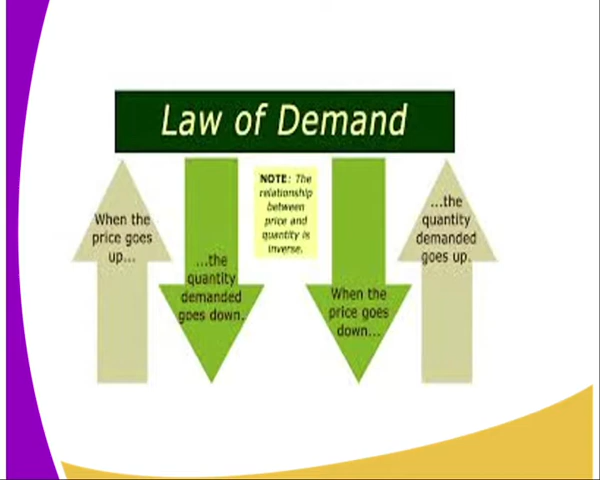 Law of Demand
When the
price goes
up...
...the
quantity
demanded
goes down.
NOTE: The
relationship
between
price and
quantity is
inverse.
When the
price goes
down...
...the
quantity
demanded
goes up.